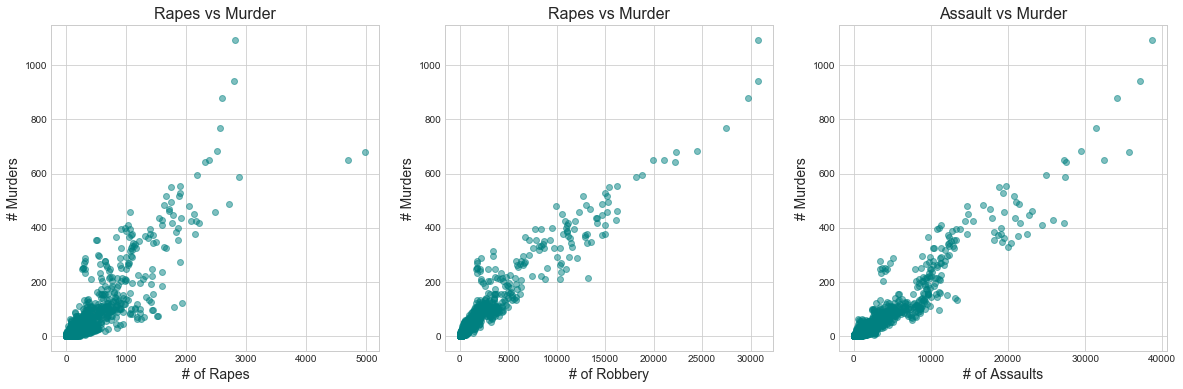 Rapes vs Murder
# Murders
1000
800
600
400
200
0
0 1000 2000 3000 4000 5000
# of Rapes
Rapes vs Murder
# Murders
1000
800
600
400
200
0
0 5000 10000 15000 20000 25000 30000
# of Robbery
Assault vs Murder
# Murders
1000
800
600
400
200
0
0 10000 20000 30000 40000
# of Assaults